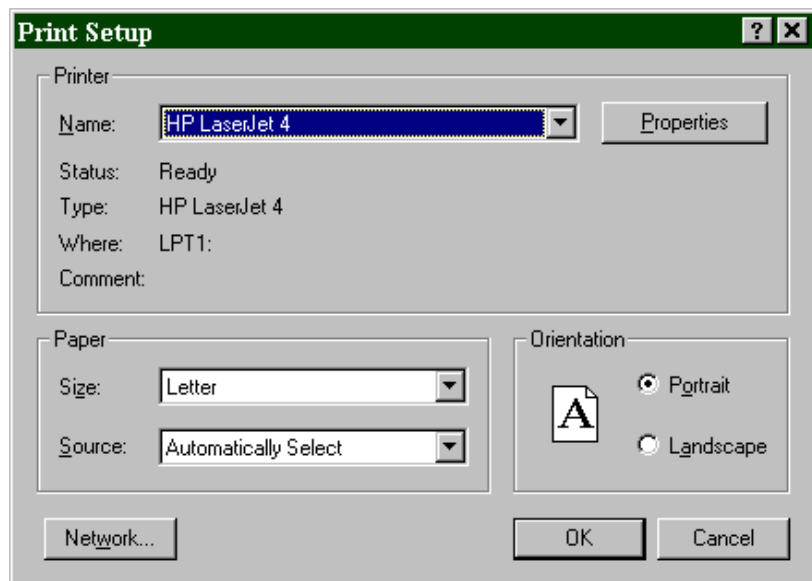 Print Setup
Printer
Name: HP LaserJet 4 Properties
Status: Ready
Type: HP LaserJet 4
Where: LPT1:
Comment:
Paper
Size: Letter
Source: Automatically Select
Orientation
A
Portrait
Landscape
Network... OK Cancel